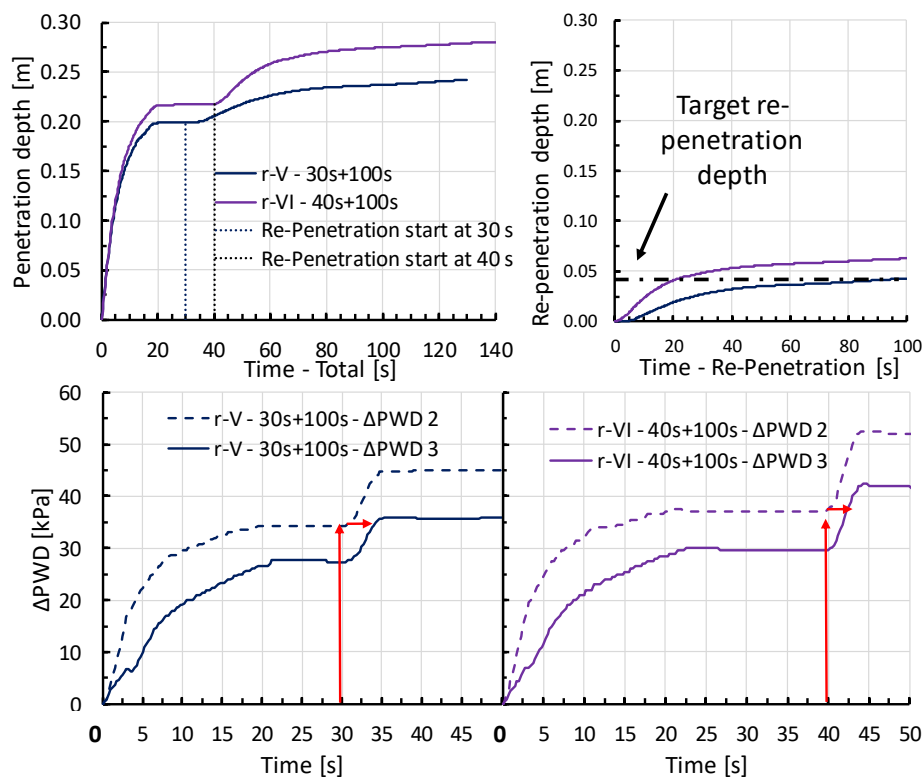 Penetration depth [m]
0.30
0.25
0.20
0.15
0.10
0.05
0.00
r-V - 30s+100s
r-VI - 40s+100s
Re-Penetration start at 30 s
Re-Penetration start at 40 s
0 20 40 60 80 100 120 140
Time - Total [s]
Re-penetration depth [m]
0.30
0.25
0.20
0.15
0.10
0.05
0.00
Target re-
penetration
depth
0 20 40 60 80 100
Time - Re-Penetration [s]
ΔPWD [kPa]
60
50
40
30
20
10
0
r-V - 30s+100s - ΔPWD 2
r-V - 30s+100s - ΔPWD 3
0 5 10 15 20 25 30 35 40 45
Time [s]
r-VI - 40s+100s - ΔPWD 2
r-VI - 40s+100s - ΔPWD 3
0 0 5 10 15 20 25 30 35 40 45 50
Time [s]